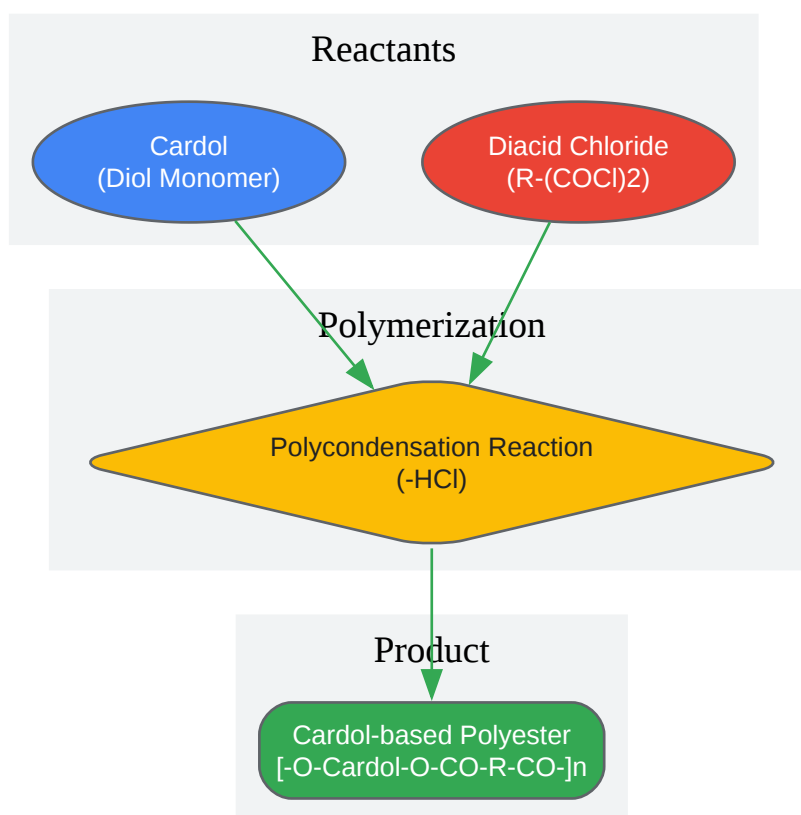 Reactants
Cardol
(Diol Monomer)
Diacid Chloride
(R-(COCl)2)
Polymerization
Polycondensation Reaction
(-HCl)
Product
Cardol-based Polyester
[-O-Cardol-O-CO-R-CO-]n